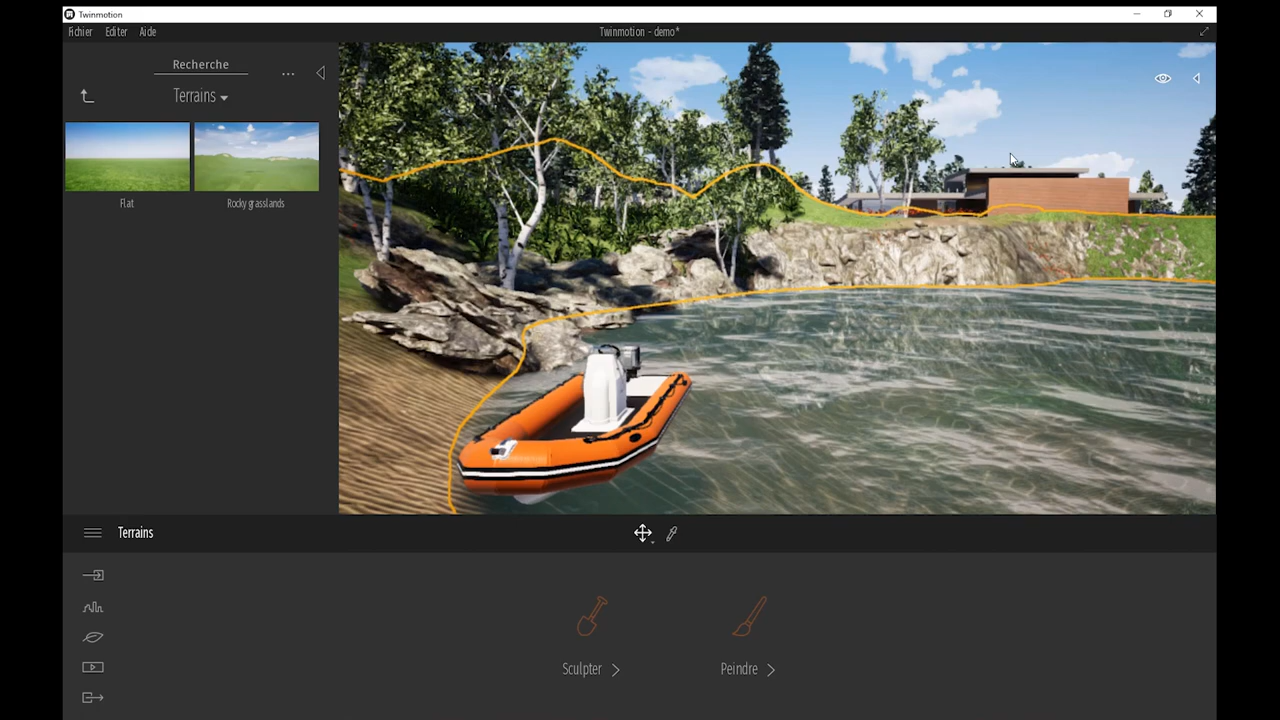 Twinmotion
Fichier Editer Aide
Twinmotion - demo*
Recherche
...
Terrains
Flat
Rocky grasslands
Terrains
Sculpter
Peindre